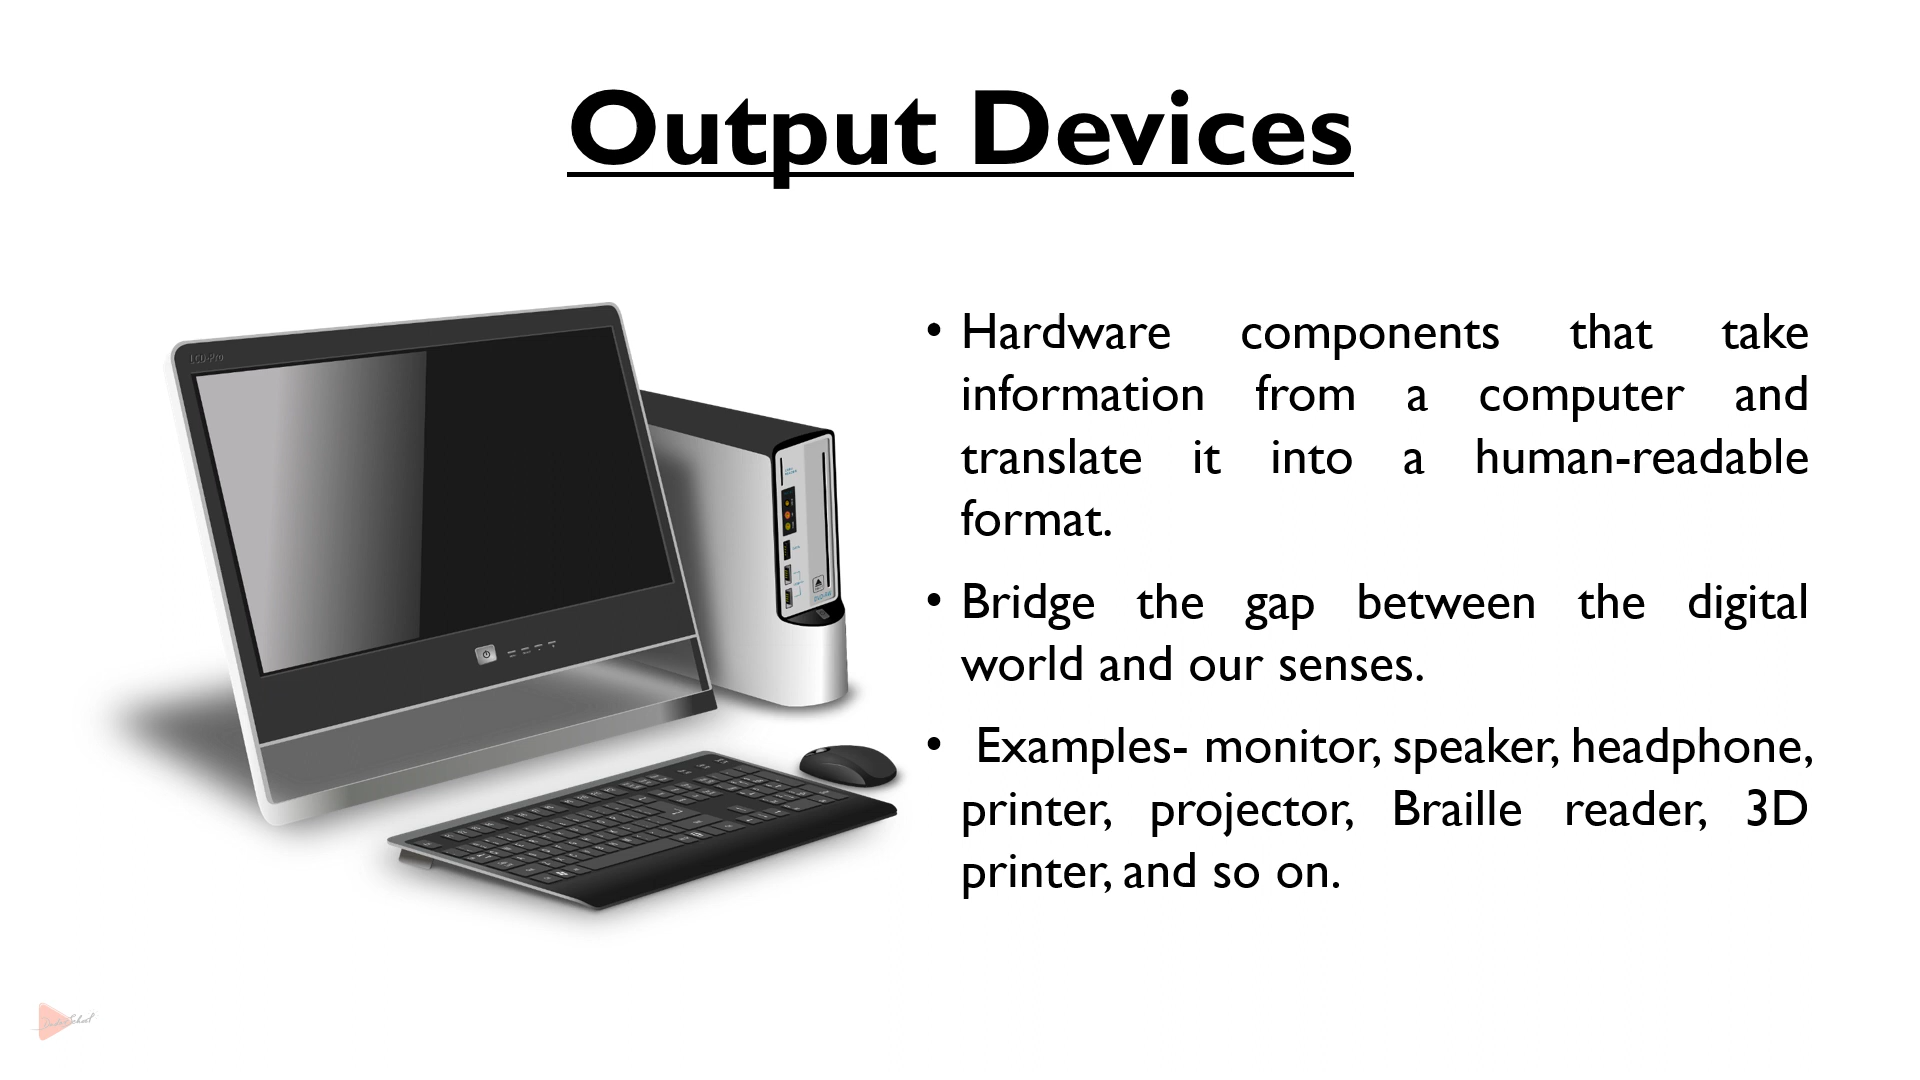 Output Devices
LCD-Pro
• Hardware components that take
information from a computer and
translate it into a human-readable
format.
• Bridge the gap between the digital
world and our senses.
• Examples- monitor, speaker, headphone,
printer, projector, Braille reader, 3D
printer, and so on.